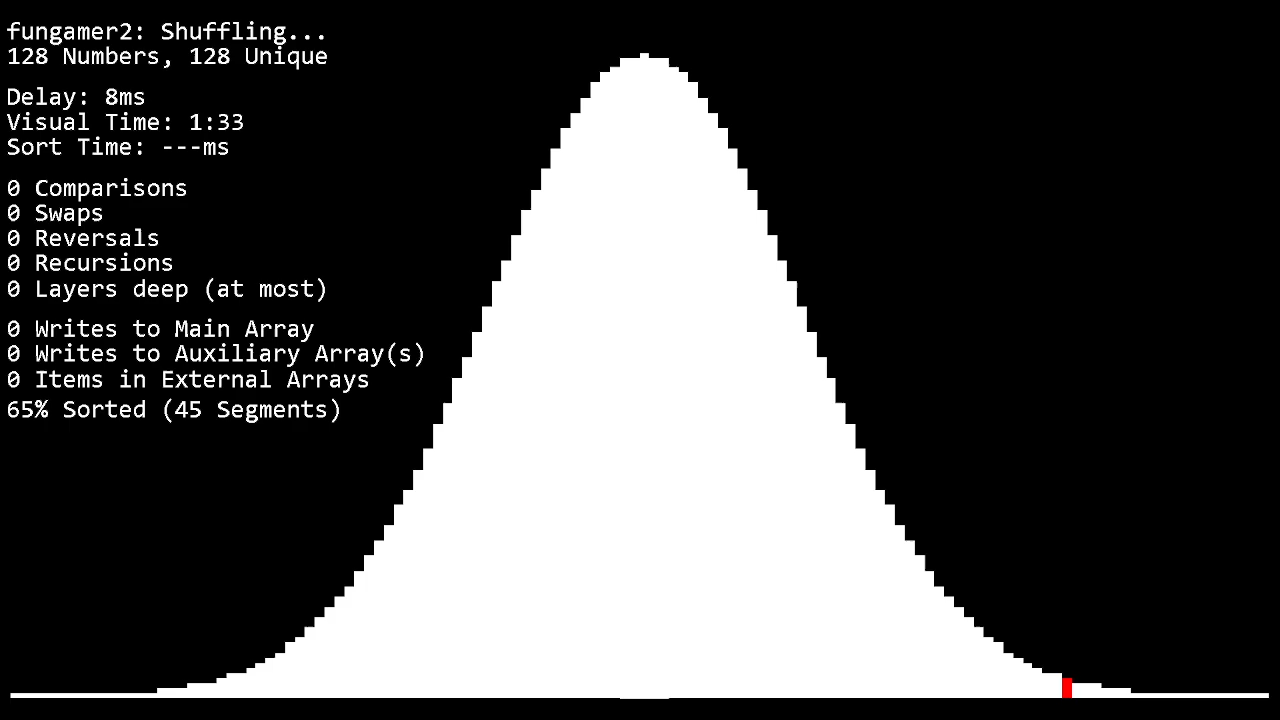 fungamer2: Shuffling...
128 Numbers, 128 Unique
Delay: 8ms
Visual Time: 1:33
Sort Time: ---ms
0 Comparisons
0 Swaps
0 Reversals
0 Recursions
0 Layers deep (at most)
0 Writes to Main Array
0 Writes to Auxiliary Array(s)
0 Items in External Arrays
65% Sorted (45 Segments)